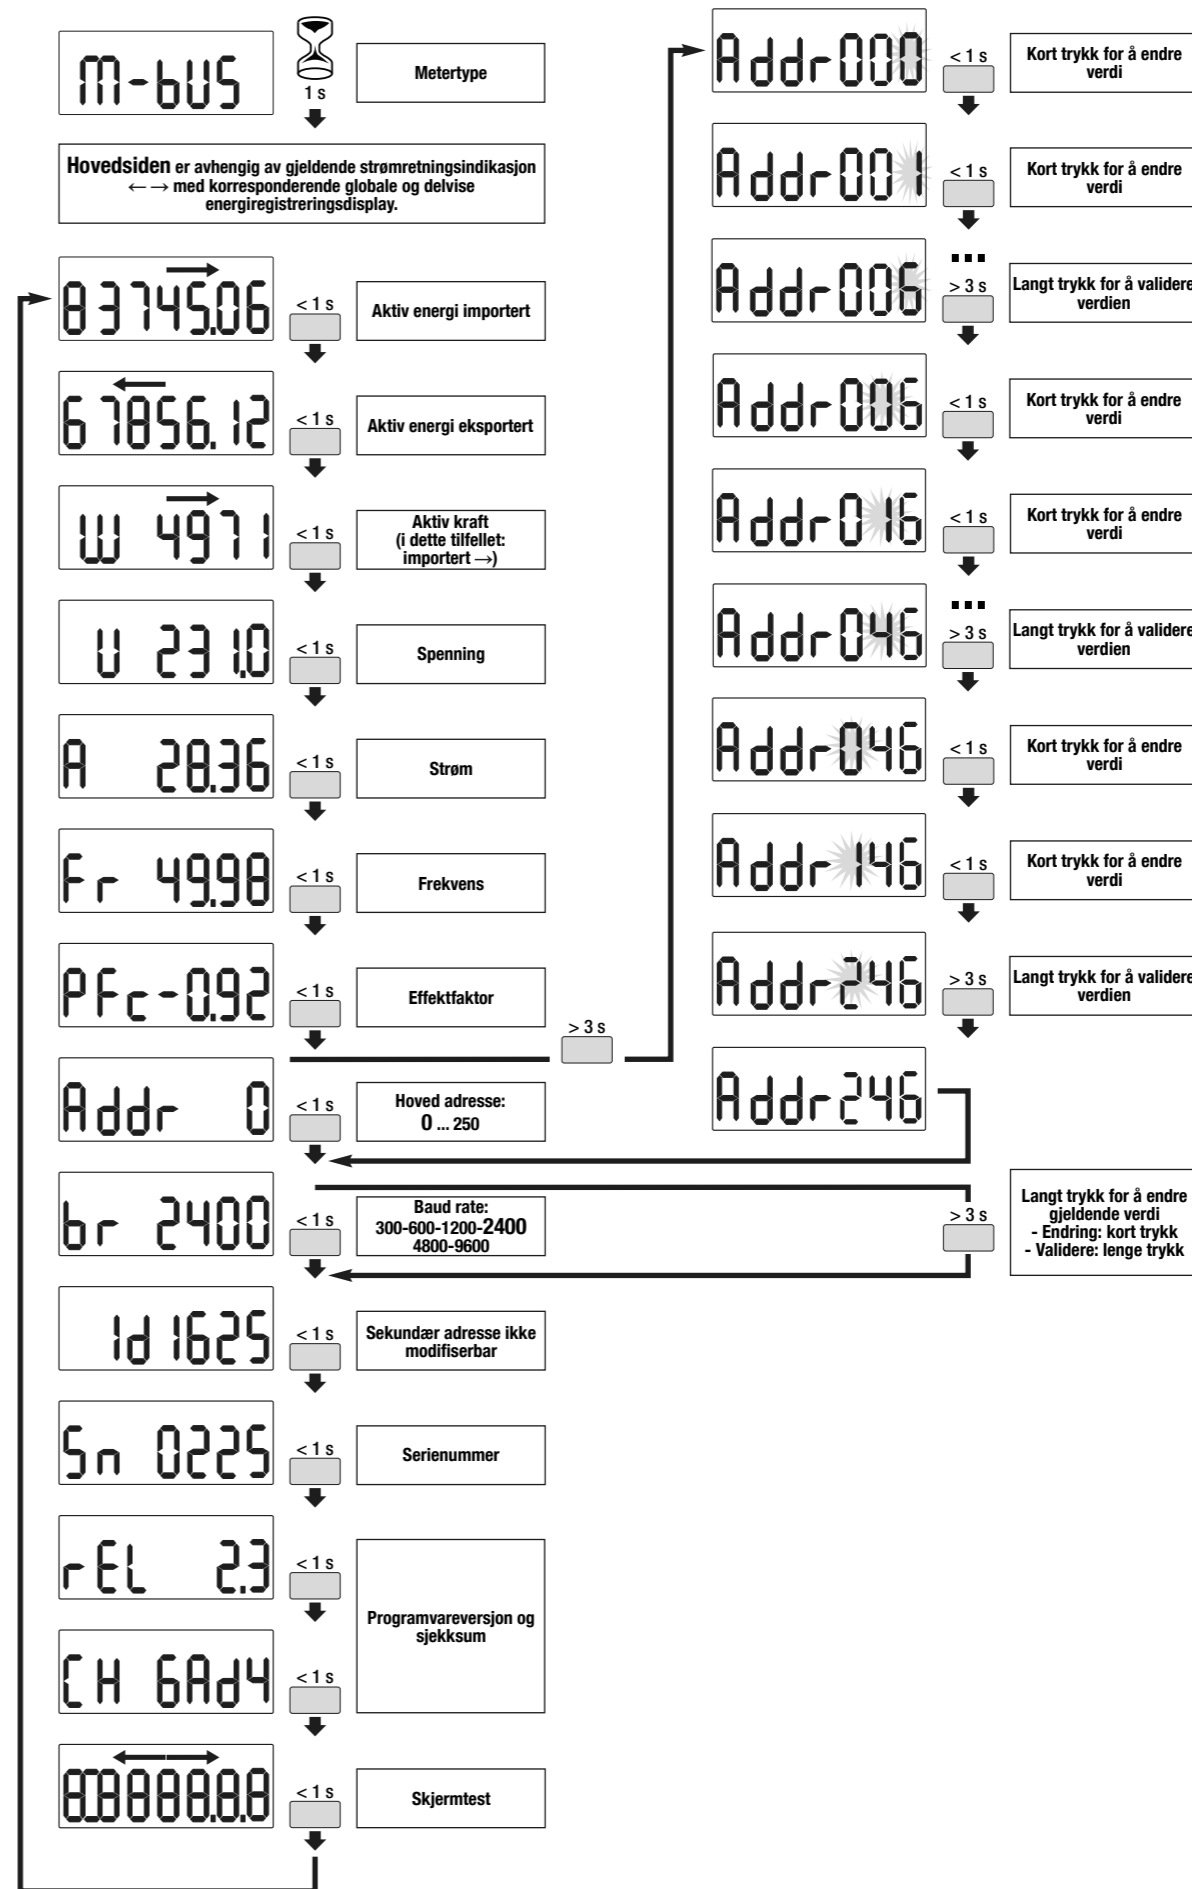 M-bUS
1 s
Metertype
Hovedsiden er avhengig av gjeldende strømretningsindikasjon
←→ med korresponderende globale og delvise
energiregistreringsdisplay.
83745.06
< 1 s
Aktiv energi importert
67856.12
< 1 s
Aktiv energi eksportert
W 4971
< 1 s
Aktiv kraft
(i dette tilfellet:
importert →)
U 231.0
< 1 s
Spenning
A 28.36
< 1 s
Strøm
Fr 49.98
< 1 s
Frekvens
PFc-0.92
< 1 s
Effektfaktor
> 3 s
Addr 0
< 1 s
Hoved adresse:
0 ... 250
br 2400
< 1 s
Baud rate:
300-600-1200-2400
4800-9600
Id 1625
< 1 s
Sekundær adresse ikke
modifiserbar
Sn 0225
< 1 s
Serienummer
rEL 2.3
< 1 s
CH 6Ad4
< 1 s
Programvareversjon og
sjekksum
88888.8.8
< 1 s
Skjermtest
Addr000
< 1 s
Kort trykk for å endre
verdi
Addr001
< 1 s
Kort trykk for å endre
verdi
Addr006
...
> 3 s
Langt trykk for å validere
verdien
Addr006
< 1 s
Kort trykk for å endre
verdi
Addr016
< 1 s
Kort trykk for å endre
verdi
Addr046
...
> 3 s
Langt trykk for å validere
verdien
Addr046
< 1 s
Kort trykk for å endre
verdi
Addr146
< 1 s
Kort trykk for å endre
verdi
Addr246
> 3 s
Langt trykk for å validere
verdien
Addr246
> 3 s
Langt trykk for å endre
gjeldende verdi
- Endring: kort trykk
- Validere: lenge trykk